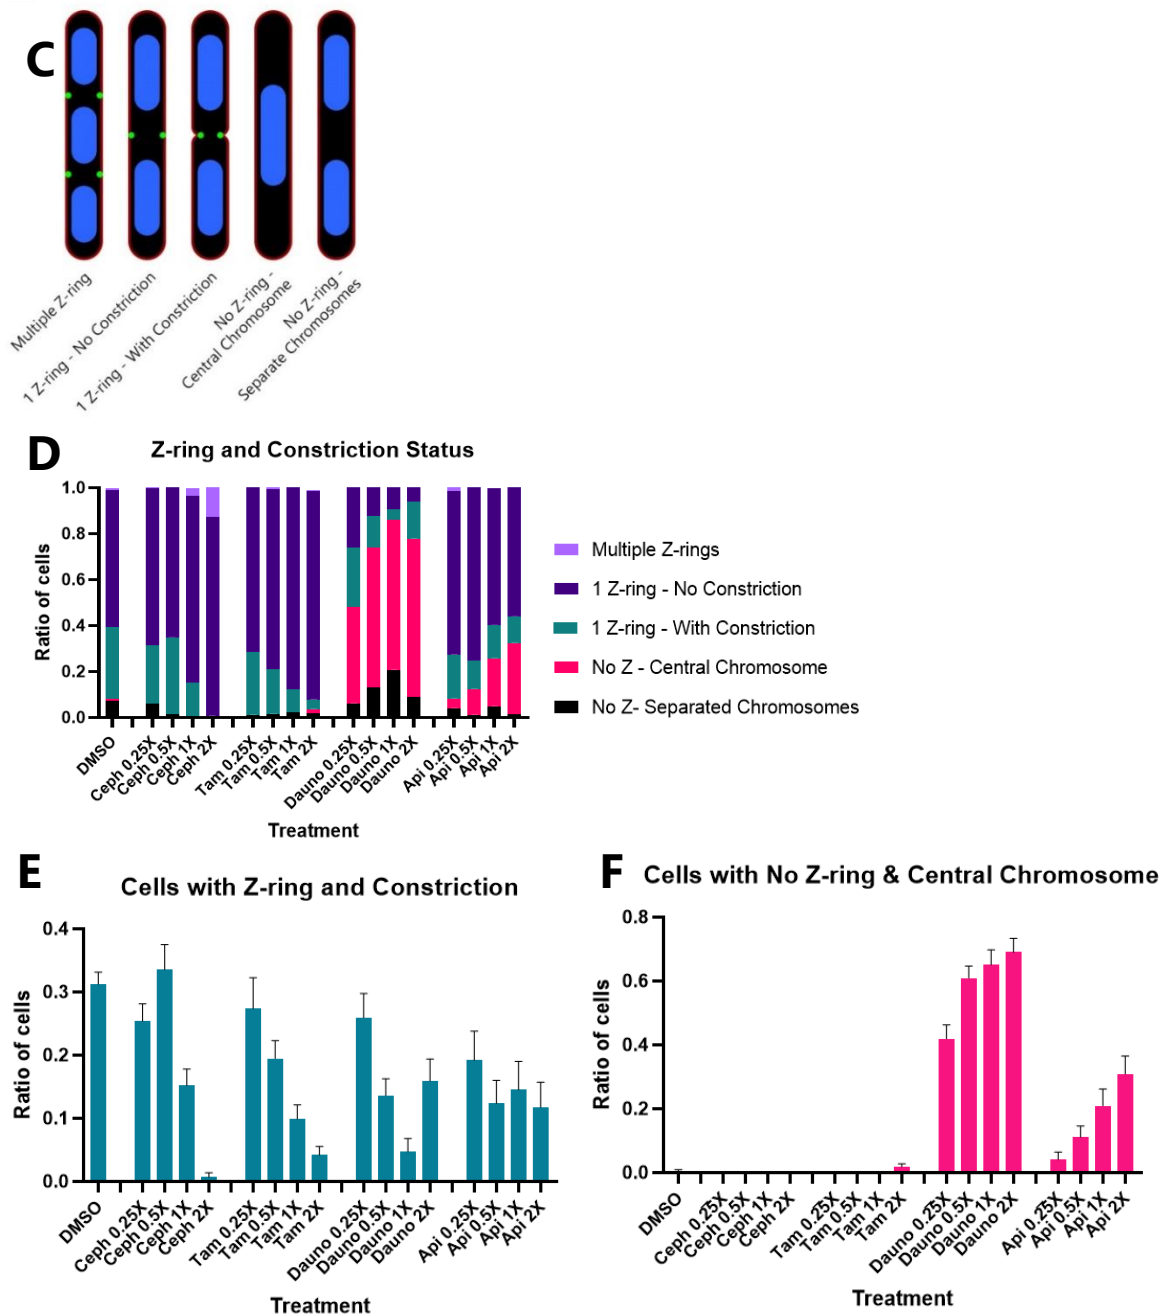 C
Multiple Z-ring
1 Z-ring - No Constriction
1 Z-ring - With Constriction
No Z-ring -
Central Chromosome
No Z-ring -
Separate Chromosomes
D
Z-ring and Constriction Status
Ratio of cells
1.0
0.8
0.6
0.4
0.2
0.0
DMSO
Ceph 0.25X
Ceph 0.5X
Ceph 1X
Ceph 2X
Tam 0.25X
Tam 0.5X
Tam 1X
Tam 2X
Dauno 0.25X
Dauno 0.5X
Dauno 1X
Dauno 2X
Api 0.25X
Api 0.5X
Api 1X
Api 2X
Treatment
Multiple Z-rings
1 Z-ring - No Constriction
1 Z-ring - With Constriction
No Z - Central Chromosome
No Z- Separated Chromosomes
E
Cells with Z-ring and Constriction
Ratio of cells
0.4
0.3
0.2
0.1
0.0
DMSO
Ceph 0.25X
Ceph 0.5X
Ceph 1X
Ceph 2X
Tam 0.25X
Tam 0.5X
Tam 1X
Tam 2X
Dauno 0.25X
Dauno 0.5X
Dauno 1X
Dauno 2X
Api 0.25X
Api 0.5X
Api 1X
Api 2X
Treatment
F
Cells with No Z-ring & Central Chromosome
Ratio of cells
0.8
0.6
0.4
0.2
0.0
DMSO
Ceph 0.25X
Ceph 0.5X
Ceph 1X
Ceph 2X
Tam 0.25X
Tam 0.5X
Tam 1X
Tam 2X
Dauno 0.25X
Dauno 0.5X
Dauno 1X
Dauno 2X
Api 0.25X
Api 0.5X
Api 1X
Api 2X
Treatment